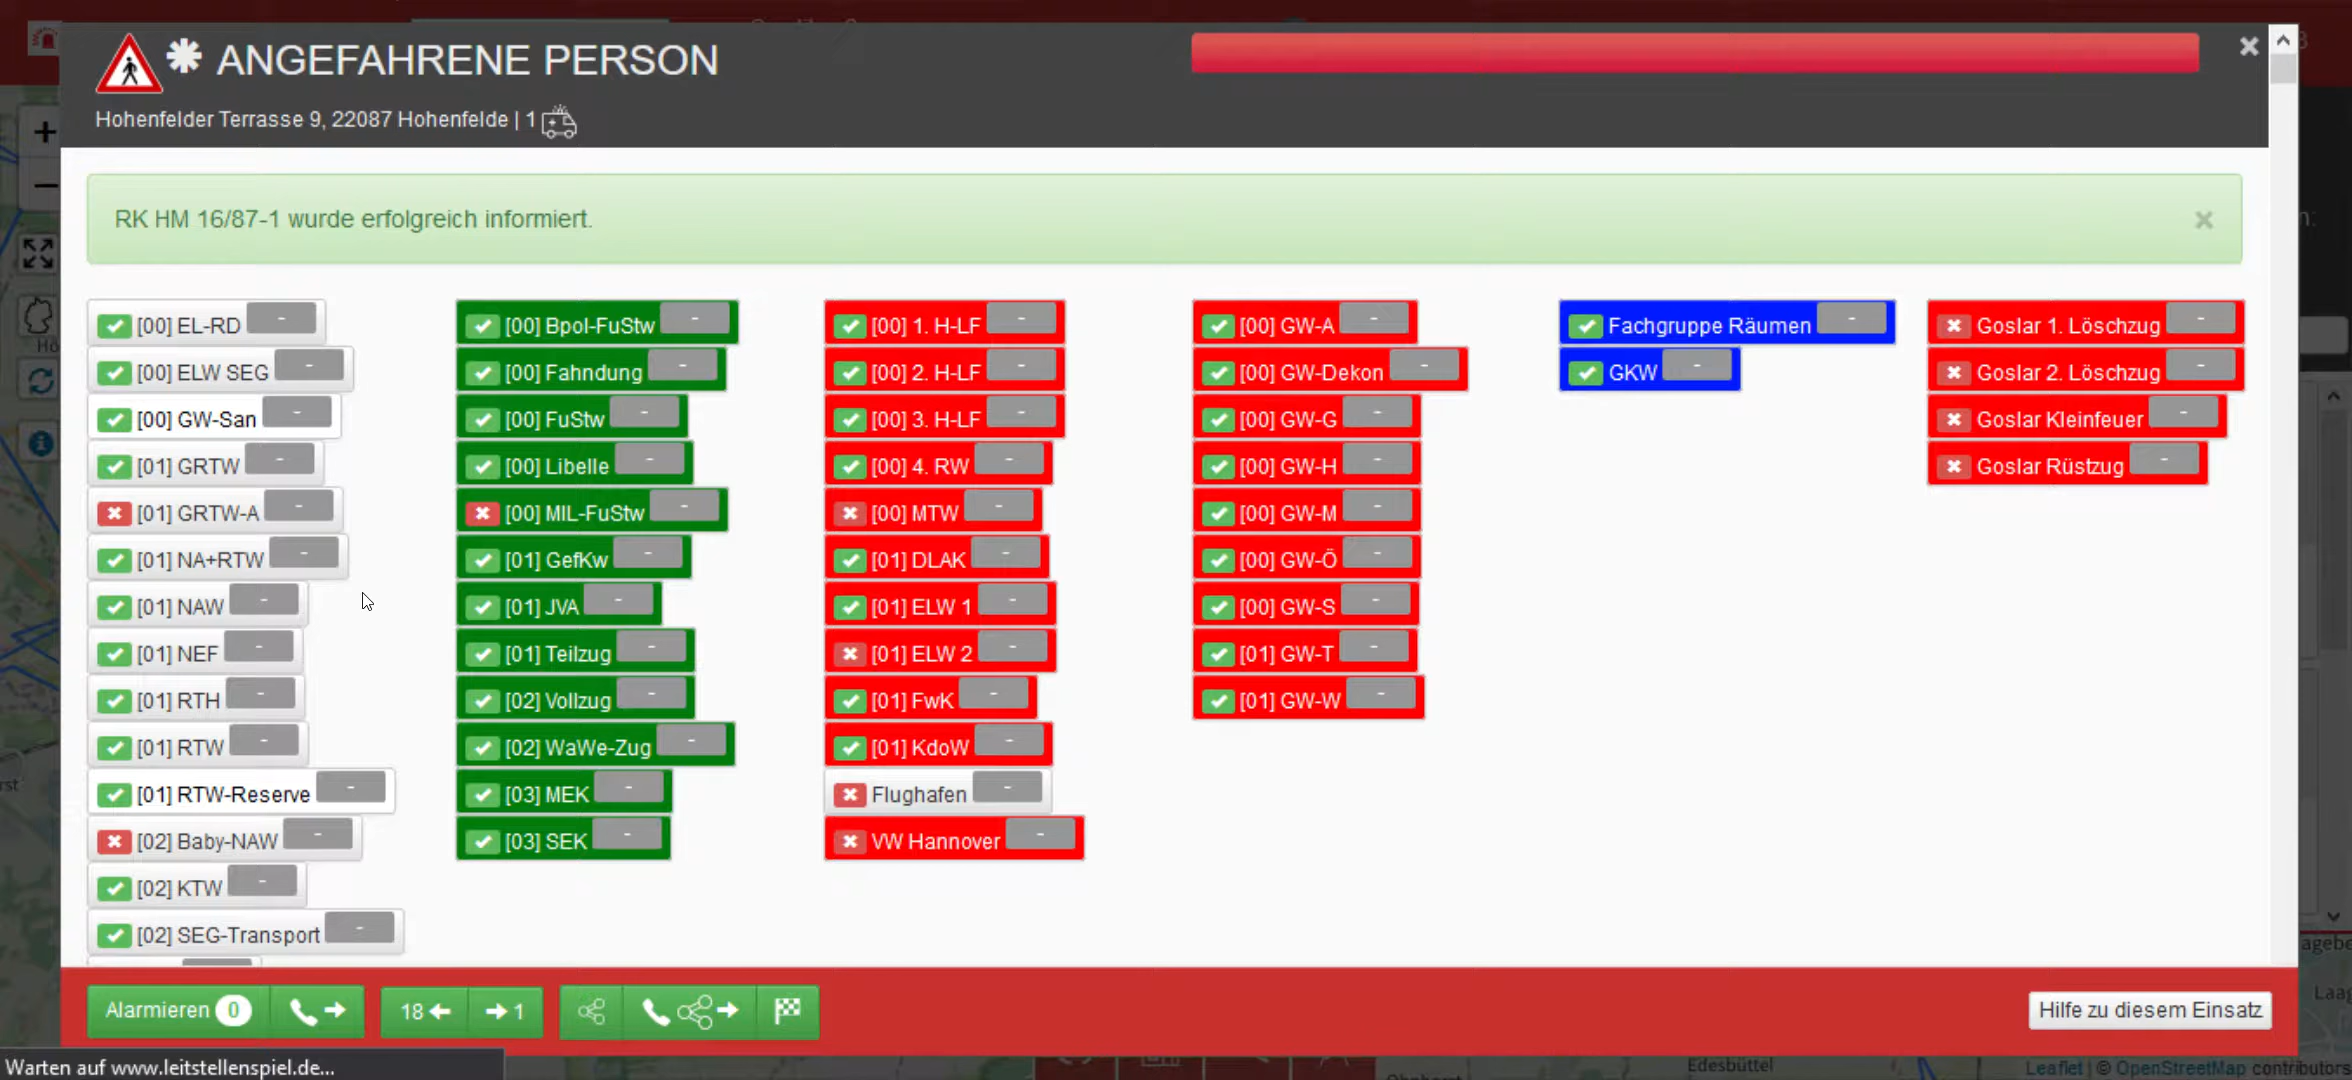 ANGEFAHRENE PERSON
Hohenfelder Terrasse 9, 22087 Hohenfelde | 1
RK HM 16/87-1 wurde erfolgreich informiert.
[00] EL-RD -
[00] ELW SEG -
[00] GW-San -
[01] GRTW -
[01] GRTW-A -
[01] NA+RTW -
[01] NAW -
[01] NEF -
[01] RTH -
[01] RTW -
[01] RTW-Reserve -
[02] Baby-NAW -
[02] KTW -
[02] SEG-Transport -
[00] Bpol-FuStw -
[00] Fahndung -
[00] FuStw -
[00] Libelle -
[00] MIL-FuStw -
[01] GefKw -
[01] JVA -
[01] Teilzug -
[02] Vollzug -
[02] WaWe-Zug -
[03] MEK -
[03] SEK -
[00] 1. H-LF -
[00] 2. H-LF -
[00] 3. H-LF -
[00] 4. RW -
[00] MTW -
[01] DLAK -
[01] ELW 1 -
[01] ELW 2 -
[01] FwK -
[01] KdoW -
Flughafen -
VW Hannover -
[00] GW-A -
[00] GW-Dekon -
[00] GW-G -
[00] GW-H -
[00] GW-M -
[00] GW-Ö -
[00] GW-S -
[01] GW-T -
[01] GW-W -
Fachgruppe Räumen -
GKW -
Goslar 1. Löschzug -
Goslar 2. Löschzug -
Goslar Kleinfeuer -
Goslar Rüstzug -
Alarmieren 0
18
1
Hilfe zu diesem Einsatz
Warten auf www.leitstellenspiel.de...
Edesbüttel
Leaflet | © OpenStreetMap contributors